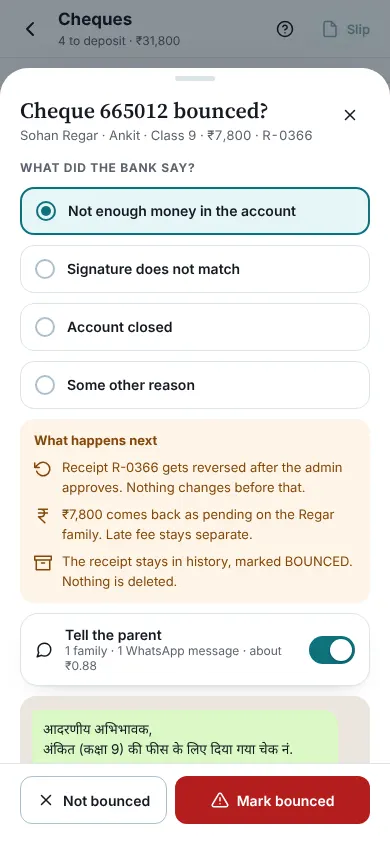 Cheques
4 to deposit · ₹31,800
Slip
Cheque 665012 bounced?
Sohan Regar · Ankit · Class 9 · ₹7,800 · R-0366
WHAT DID THE BANK SAY?
Not enough money in the account
Signature does not match
Account closed
Some other reason
What happens next
Receipt R-0366 gets reversed after the admin
approves. Nothing changes before that.
₹7,800 comes back as pending on the Regar
family. Late fee stays separate.
The receipt stays in history, marked BOUNCED.
Nothing is deleted.
Tell the parent
1 family · 1 WhatsApp message · about
₹0.88
आदरणीय अभिभावक,
अंकित (कक्षा 9) की फीस के लिए दिया गया चेक नं.
Not bounced
Mark bounced